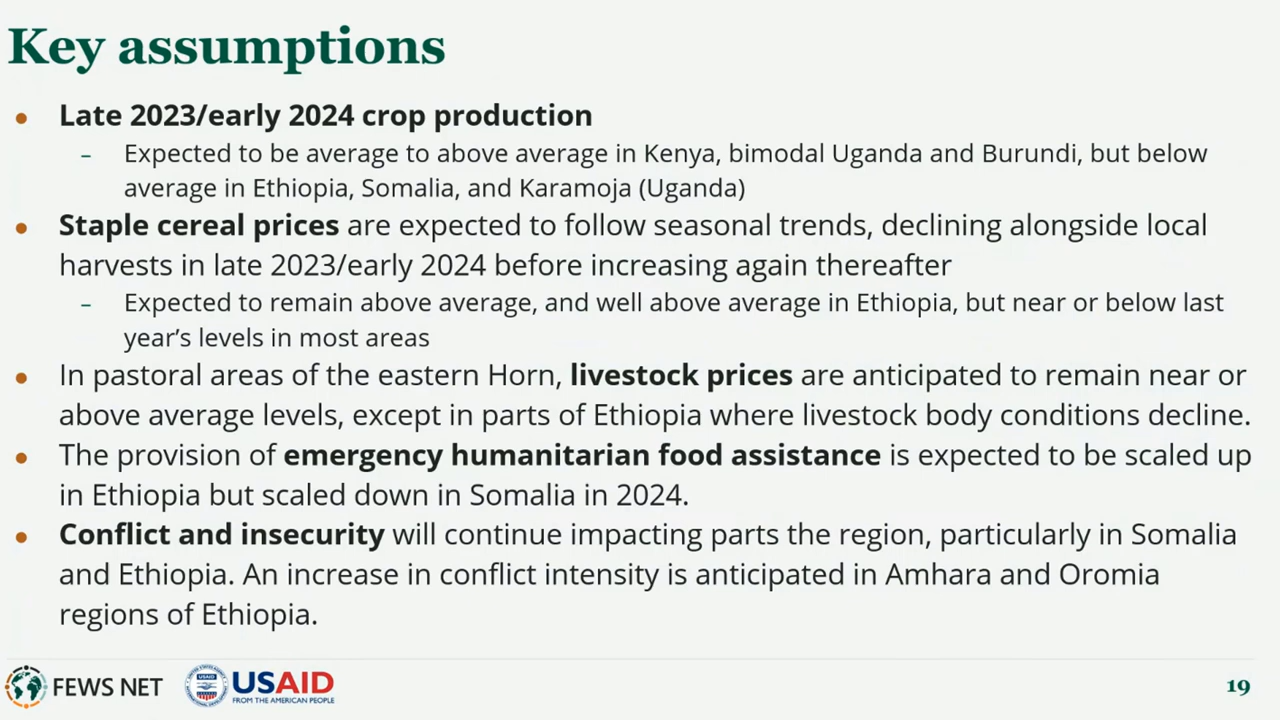 Key assumptions
● Late 2023/early 2024 crop production
– Expected to be average to above average in Kenya, bimodal Uganda and Burundi, but below
average in Ethiopia, Somalia, and Karamoja (Uganda)
● Staple cereal prices are expected to follow seasonal trends, declining alongside local
harvests in late 2023/early 2024 before increasing again thereafter
– Expected to remain above average, and well above average in Ethiopia, but near or below last
year’s levels in most areas
● In pastoral areas of the eastern Horn, livestock prices are anticipated to remain near or
above average levels, except in parts of Ethiopia where livestock body conditions decline.
● The provision of emergency humanitarian food assistance is expected to be scaled up
in Ethiopia but scaled down in Somalia in 2024.
● Conflict and insecurity will continue impacting parts the region, particularly in Somalia
and Ethiopia. An increase in conflict intensity is anticipated in Amhara and Oromia
regions of Ethiopia.
FEWS NET
USAID
FROM THE AMERICAN PEOPLE
19